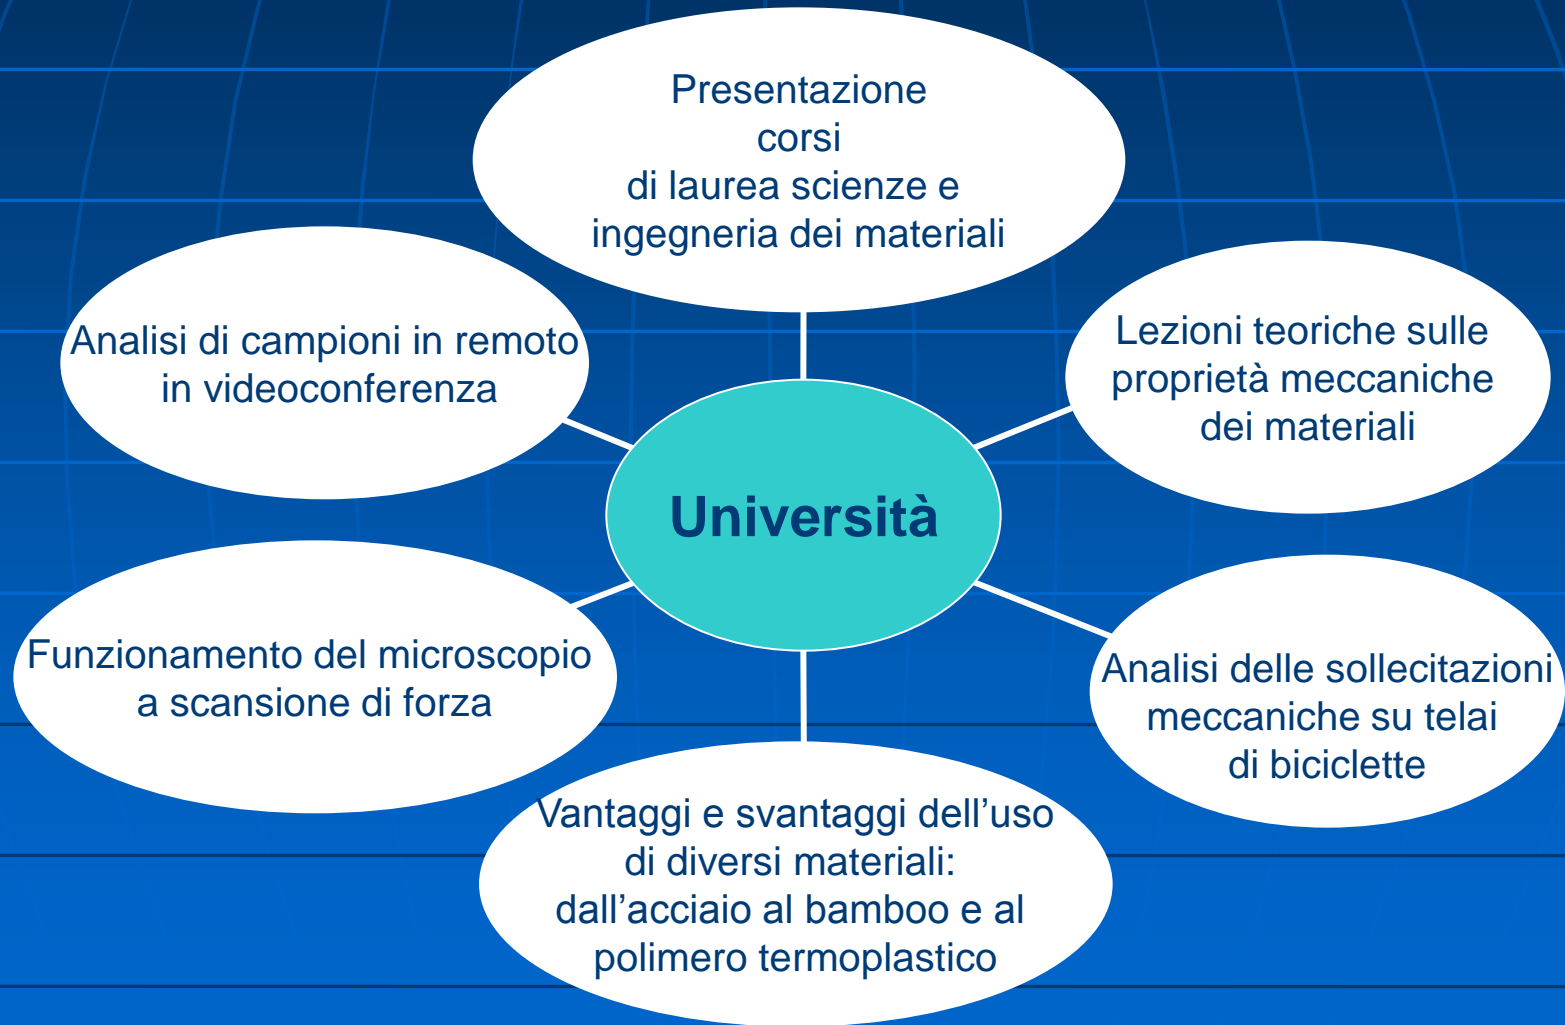 Presentazione
corsi
di laurea scienze e
ingegneria dei materiali
Analisi di campioni in remoto
in videoconferenza
Lezioni teoriche sulle
proprietà meccaniche
dei materiali
Università
Funzionamento del microscopio
a scansione di forza
Analisi delle sollecitazioni
meccaniche su telai
di biciclette
Vantaggi e svantaggi dell’uso
di diversi materiali:
dall’acciaio al bamboo e al
polimero termoplastico